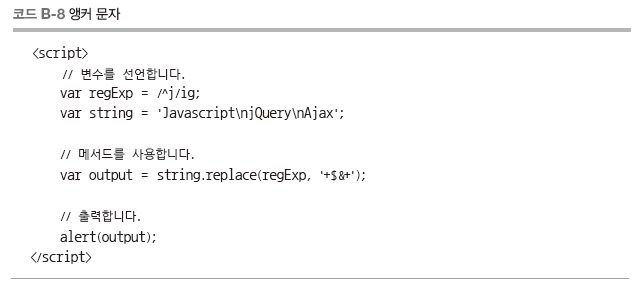 코드 B-8 앵커 문자
<script>
// 변수를 선언합니다.
var regExp = /^j/ig;
var string = 'Javascript\njQuery\nAjax';
// 메서드를 사용합니다.
var output = string.replace(regExp, '+$&+');
// 출력합니다.
alert(output);
</script>